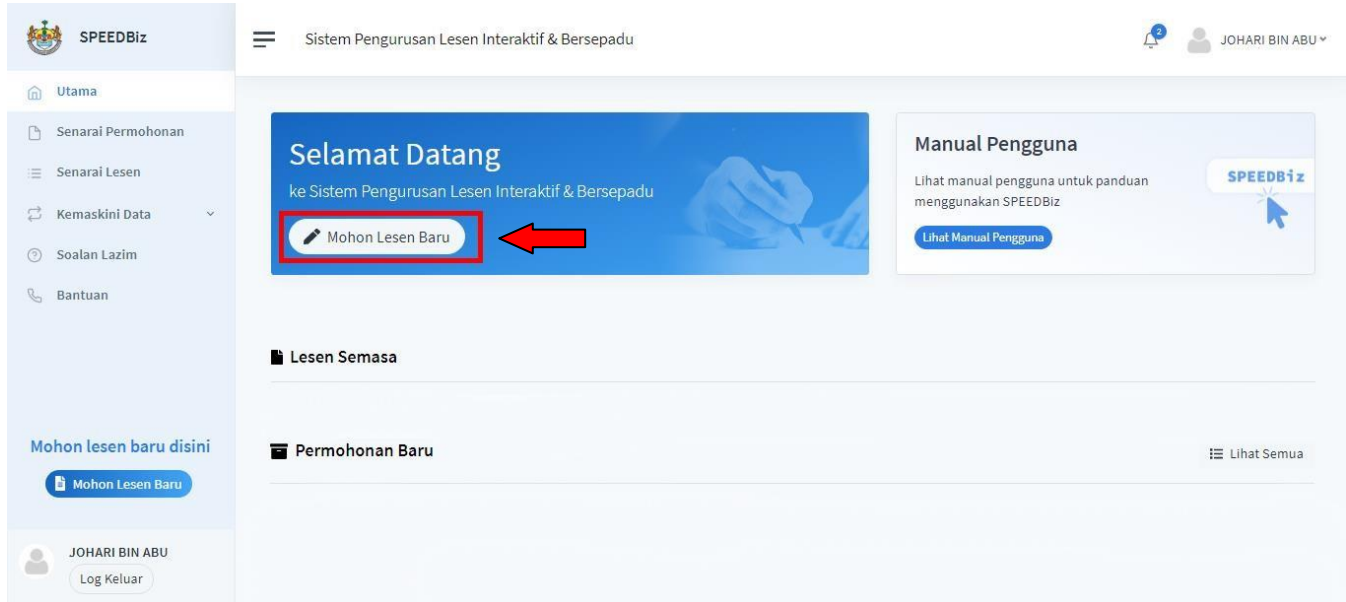 SPEEDBiz
Utama
Senarai Permohonan
Senarai Lesen
Kemaskini Data
Soalan Lazim
Bantuan
Mohon lesen baru disini
Mohon Lesen Baru
JOHARI BIN ABU
Log Keluar
Sistem Pengurusan Lesen Interaktif & Bersepadu
2
JOHARI BIN ABU
Selamat Datang
ke Sistem Pengurusan Lesen Interaktif & Bersepadu
Mohon Lesen Baru
Manual Pengguna
Lihat manual pengguna untuk panduan
menggunakan SPEEDBiz
Lihat Manual Pengguna
SPEEDBiz
Lesen Semasa
Permohonan Baru
Lihat Semua